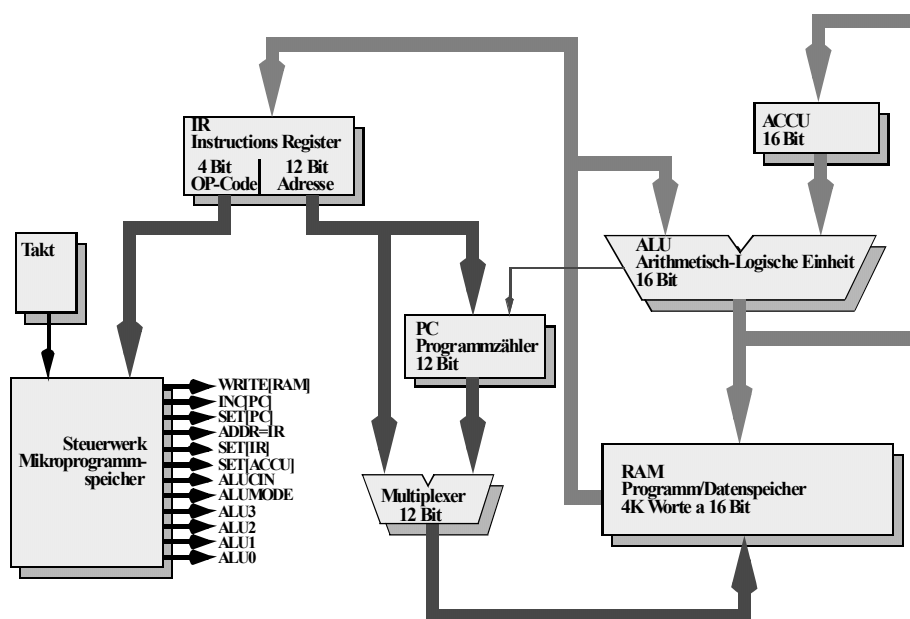 IR
Instructions Register
4 Bit 12 Bit
OP-Code Adresse
ACCU
16 Bit
Takt
ALU
Arithmetisch-Logische Einheit
16 Bit
PC
Programmzähler
12 Bit
Steuerwerk
Mikroprogramm-
speicher
WRITE[RAM]
INC[PC]
SET[PC]
ADDR=IR
SET[IR]
SET[ACCU]
ALUCIN
ALUMODE
ALU3
ALU2
ALU1
ALU0
Multiplexer
12 Bit
RAM
Programm/Datenspeicher
4K Worte a 16 Bit